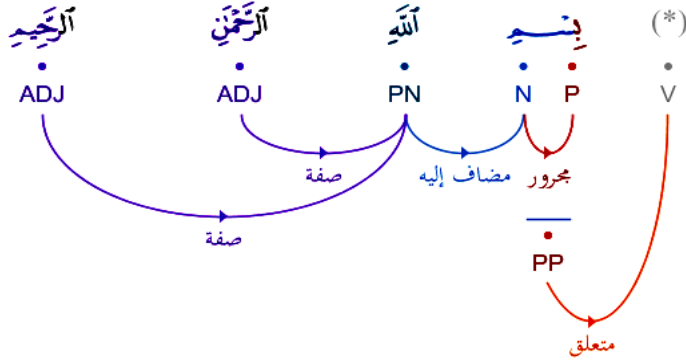 (*) بِسْمِ ٱللَّهِ ٱلرَّحْمَٰنِ ٱلرَّحِيمِ
V P N PN ADJ ADJ
مجرور مضاف إليه صفة
صفة
PP
متعلق